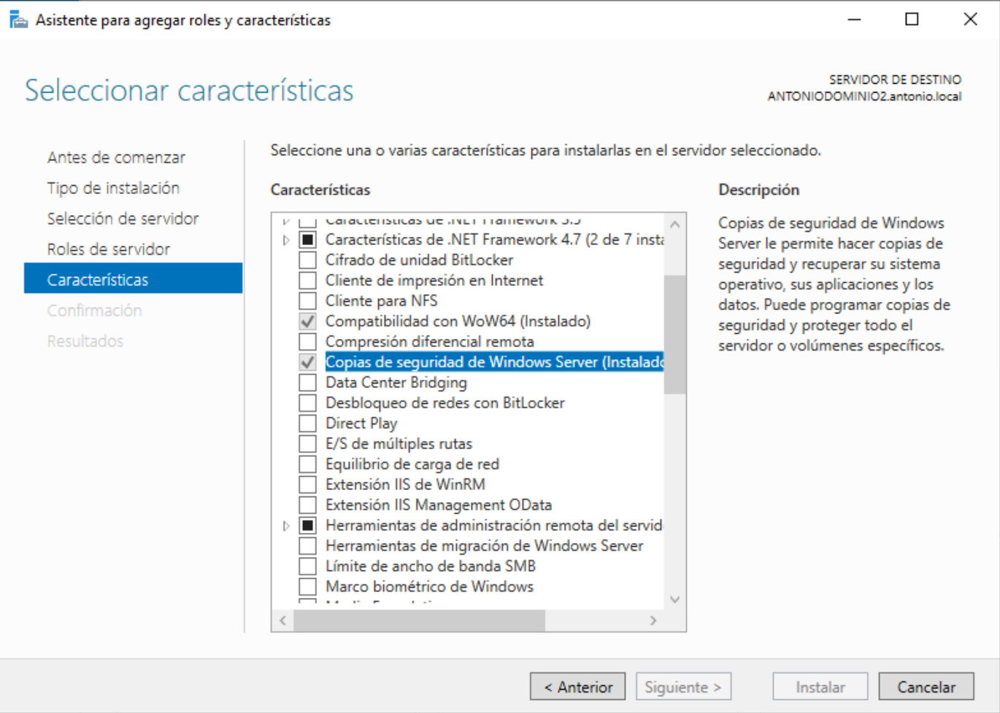 Asistente para agregar roles y características
Seleccionar características
SERVIDOR DE DESTINO
ANTONIODOMINIO2.antonio.local
Antes de comenzar
Tipo de instalación
Selección de servidor
Roles de servidor
Características
Confirmación
Resultados
Seleccione una o varias características para instalarlas en el servidor seleccionado.
Características
Características de .NET Framework 3.5
Características de .NET Framework 4.7 (2 de 7 insta
Cifrado de unidad BitLocker
Cliente de impresión en Internet
Cliente para NFS
Compatibilidad con WoW64 (Instalado)
Compresión diferencial remota
Copias de seguridad de Windows Server (Instalado
Data Center Bridging
Desbloqueo de redes con BitLocker
Direct Play
E/S de múltiples rutas
Equilibrio de carga de red
Extensión IIS de WinRM
Extensión IIS Management OData
Herramientas de administración remota del servid
Herramientas de migración de Windows Server
Límite de ancho de banda SMB
Marco biométrico de Windows
Descripción
Copias de seguridad de Windows
Server le permite hacer copias de
seguridad y recuperar su sistema
operativo, sus aplicaciones y los
datos. Puede programar copias de
seguridad y proteger todo el
servidor o volúmenes específicos.
< Anterior
Siguiente >
Instalar
Cancelar